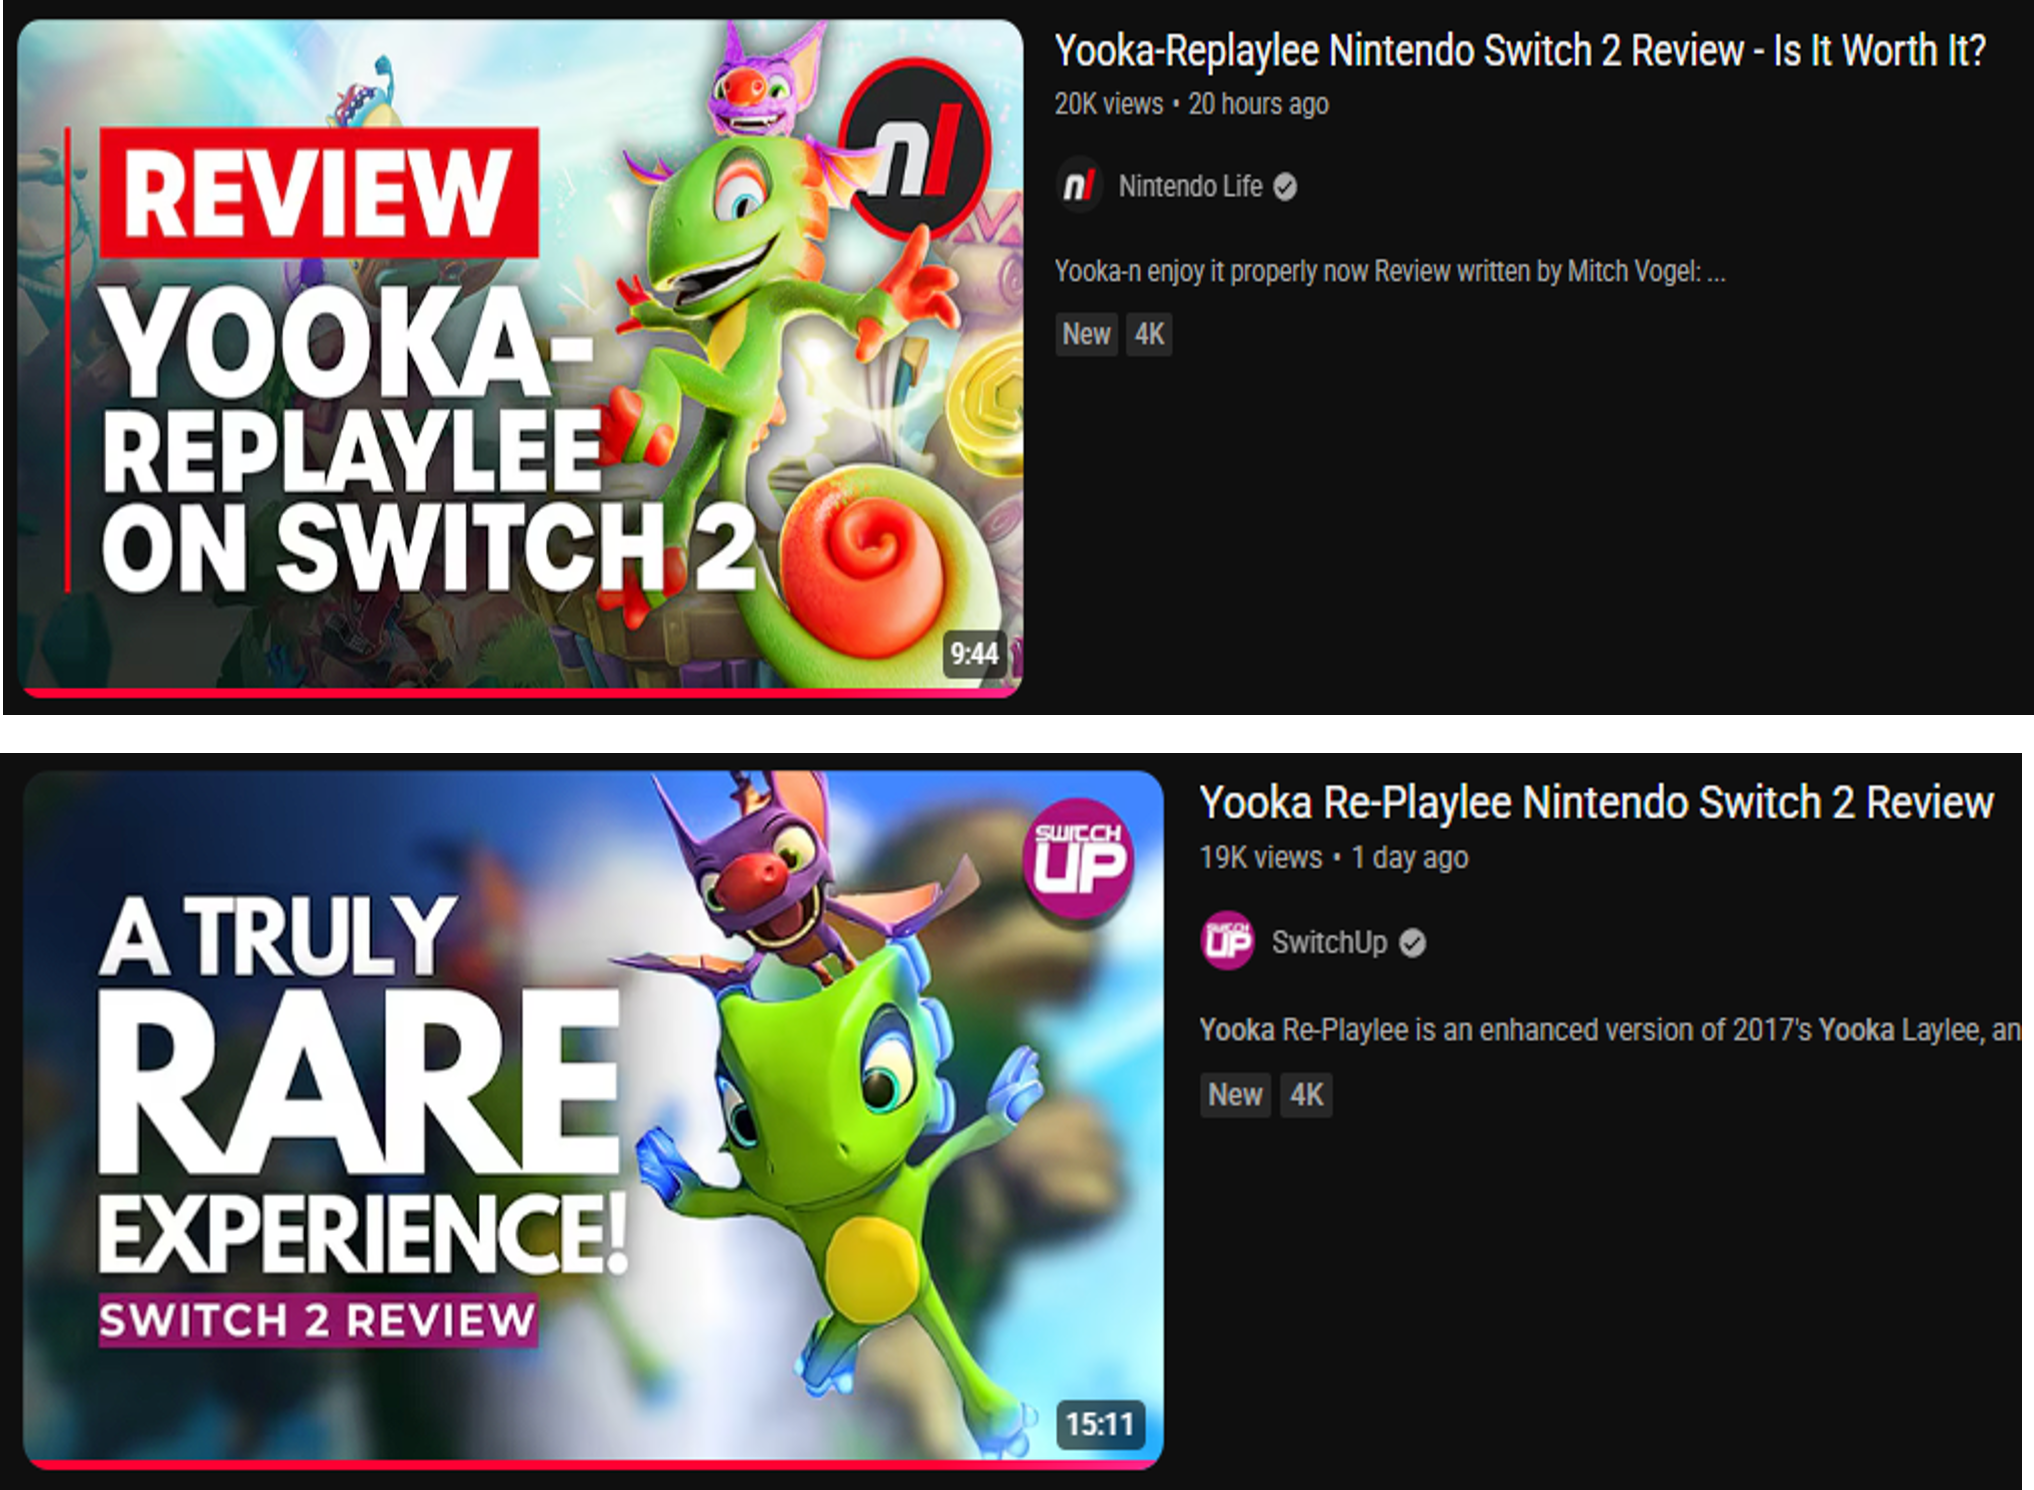 REVIEW
YOOKA-
REPLAYLEE
ON SWITCH 2
nl
9:44
Yooka-Replaylee Nintendo Switch 2 Review - Is It Worth It?
20K views • 20 hours ago
nl Nintendo Life
Yooka-n enjoy it properly now Review written by Mitch Vogel: ...
New 4K
A TRULY
RARE
EXPERIENCE!
SWITCH 2 REVIEW
SWITCH
UP
15:11
Yooka Re-Playlee Nintendo Switch 2 Review
19K views • 1 day ago
SWITCH
UP SwitchUp
Yooka Re-Playlee is an enhanced version of 2017's Yooka Laylee, an
New 4K